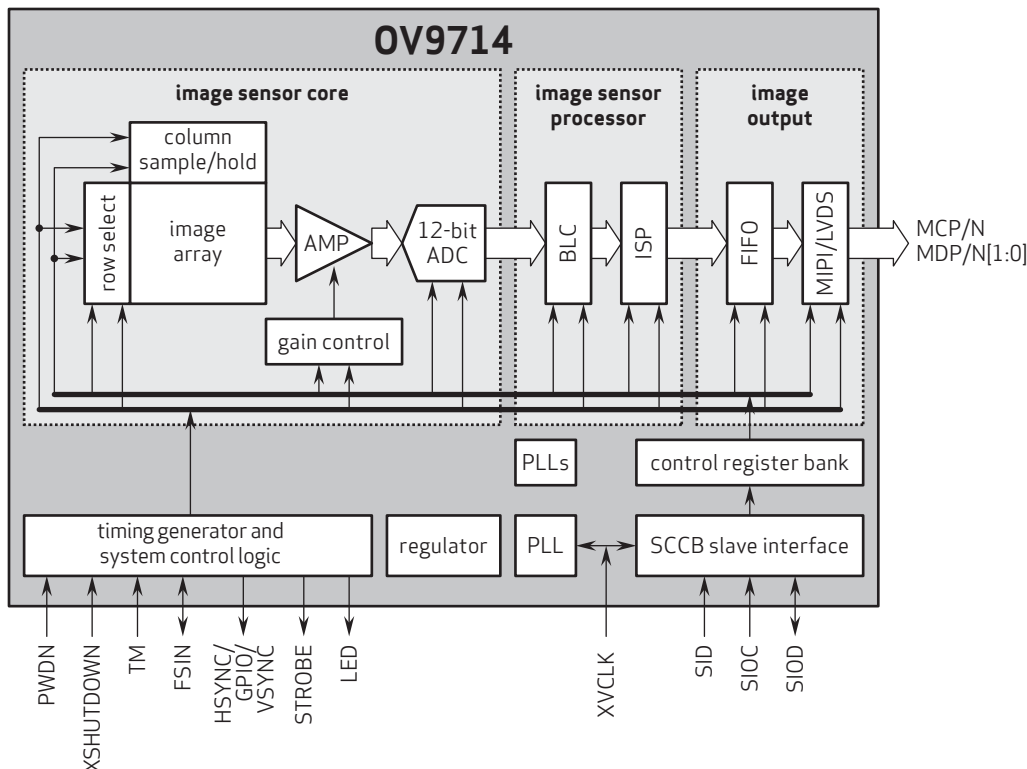 OV9714
image sensor core
image sensor
processor
image
output
column
sample/hold
row select
image
array
AMP
12-bit
ADC
BLC
ISP
FIFO
MIPI/LVDS
MCP/N
MDP/N[1:0]
gain control
PLLs
control register bank
timing generator and
system control logic
regulator
PLL
SCCB slave interface
PWDN
XSHUTDOWN
TM
FSIN
HSYNC/
GPIO/
VSYNC
STROBE
LED
XVCLK
SID
SIOC
SIOD